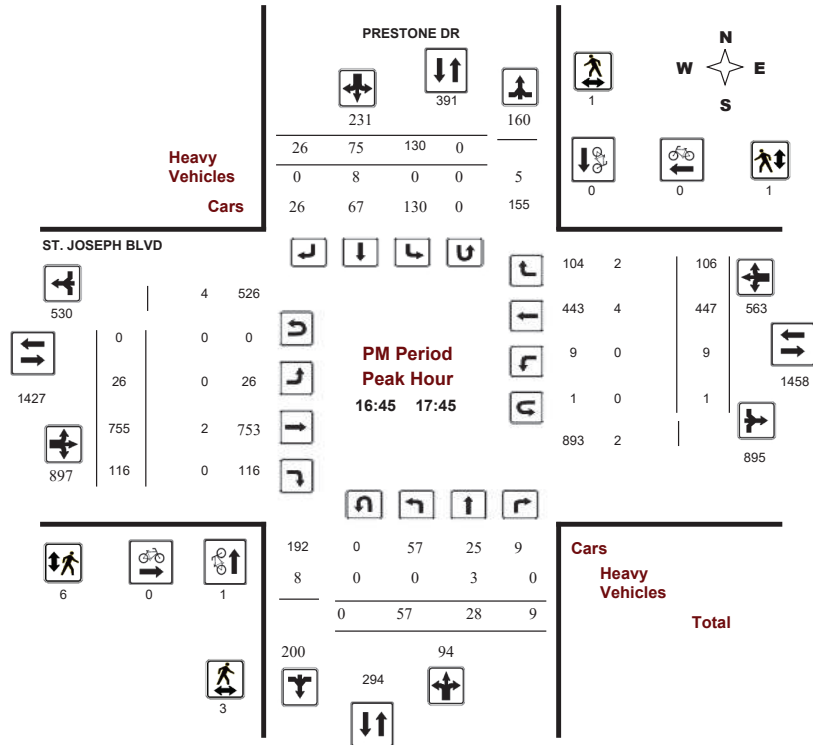 PRESTONE DR
N
W E
S
391
231 160
1
26 75 130 0
Heavy
Vehicles
0 8 0 0 5
Cars
26 67 130 0 155
0 0 1
ST. JOSEPH BLVD
530
4 526
104 2 106
563
0 0 0
443 4 447
1427
PM Period
Peak Hour
16:45 17:45
26 0 26
9 0 9
1458
755 2 753
1 0 1
897
116 0 116
893 2
895
192 0 57 25 9
Cars
8 0 0 3 0
Heavy
Vehicles
6 0 1
0 57 28 9
Total
200 94
294
3